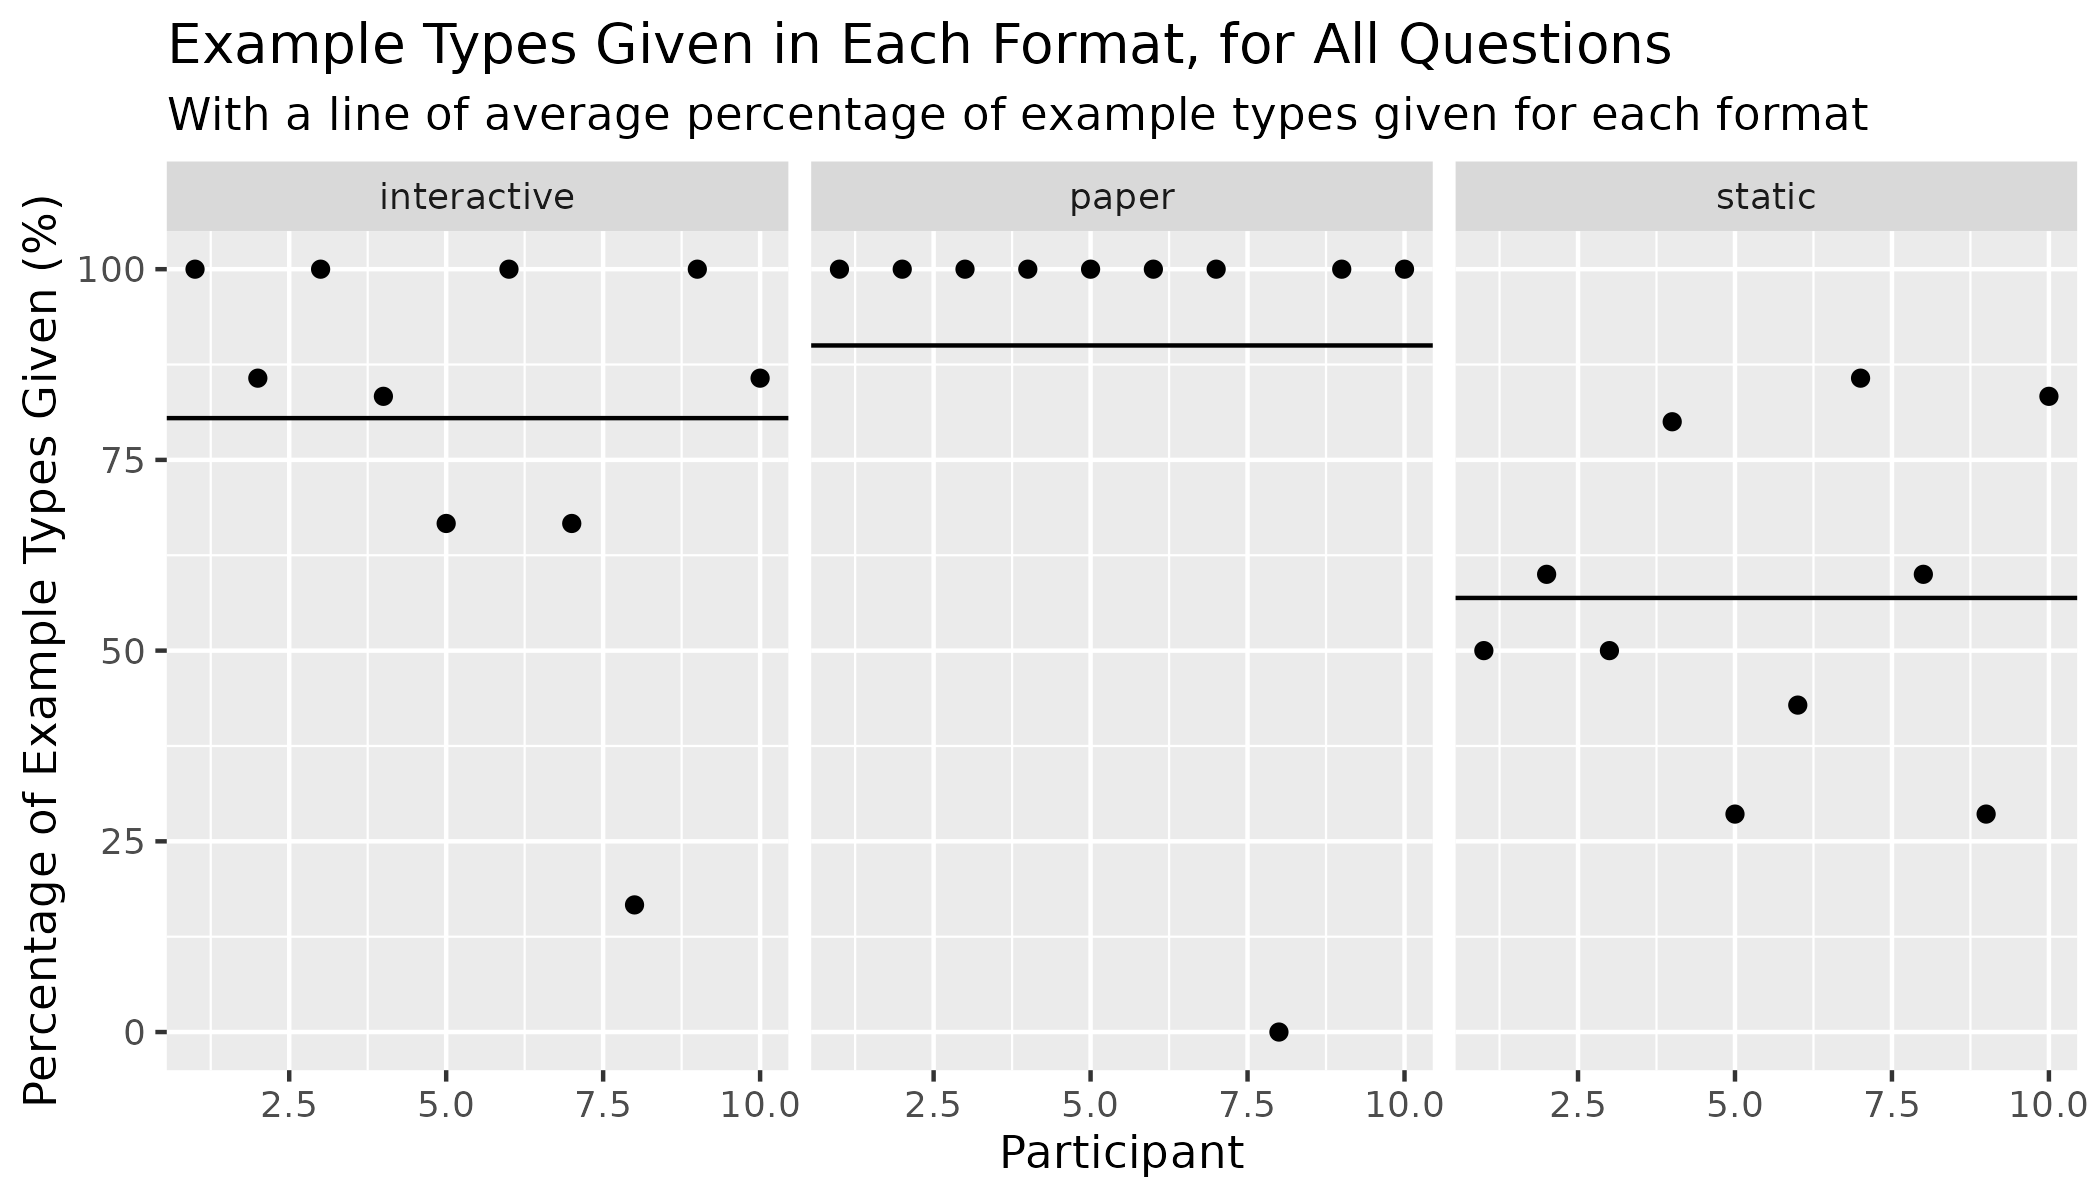 Example Types Given in Each Format, for All Questions
With a line of average percentage of example types given for each format
interactive
paper
static
Percentage of Example Types Given (%)
100
75
50
25
0
2.5 5.0 7.5 10.0
2.5 5.0 7.5 10.0
2.5 5.0 7.5 10.0
Participant